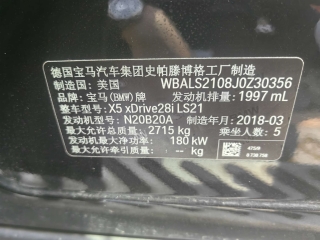 德国宝马汽车集团史帕滕博格工厂制造
制造国：美国 WBALS2108J0Z30356
品牌：宝马(BMW)牌 发动机排量：1997 mL
整车型号：X5 xDrive28i LS21
发动机型号：N20B20A 制造年月：2018-03
最大允许总质量：2715 kg 乘坐人数：5
发动机最大净功率：180 kW
最大允许牵引质量：-- kg